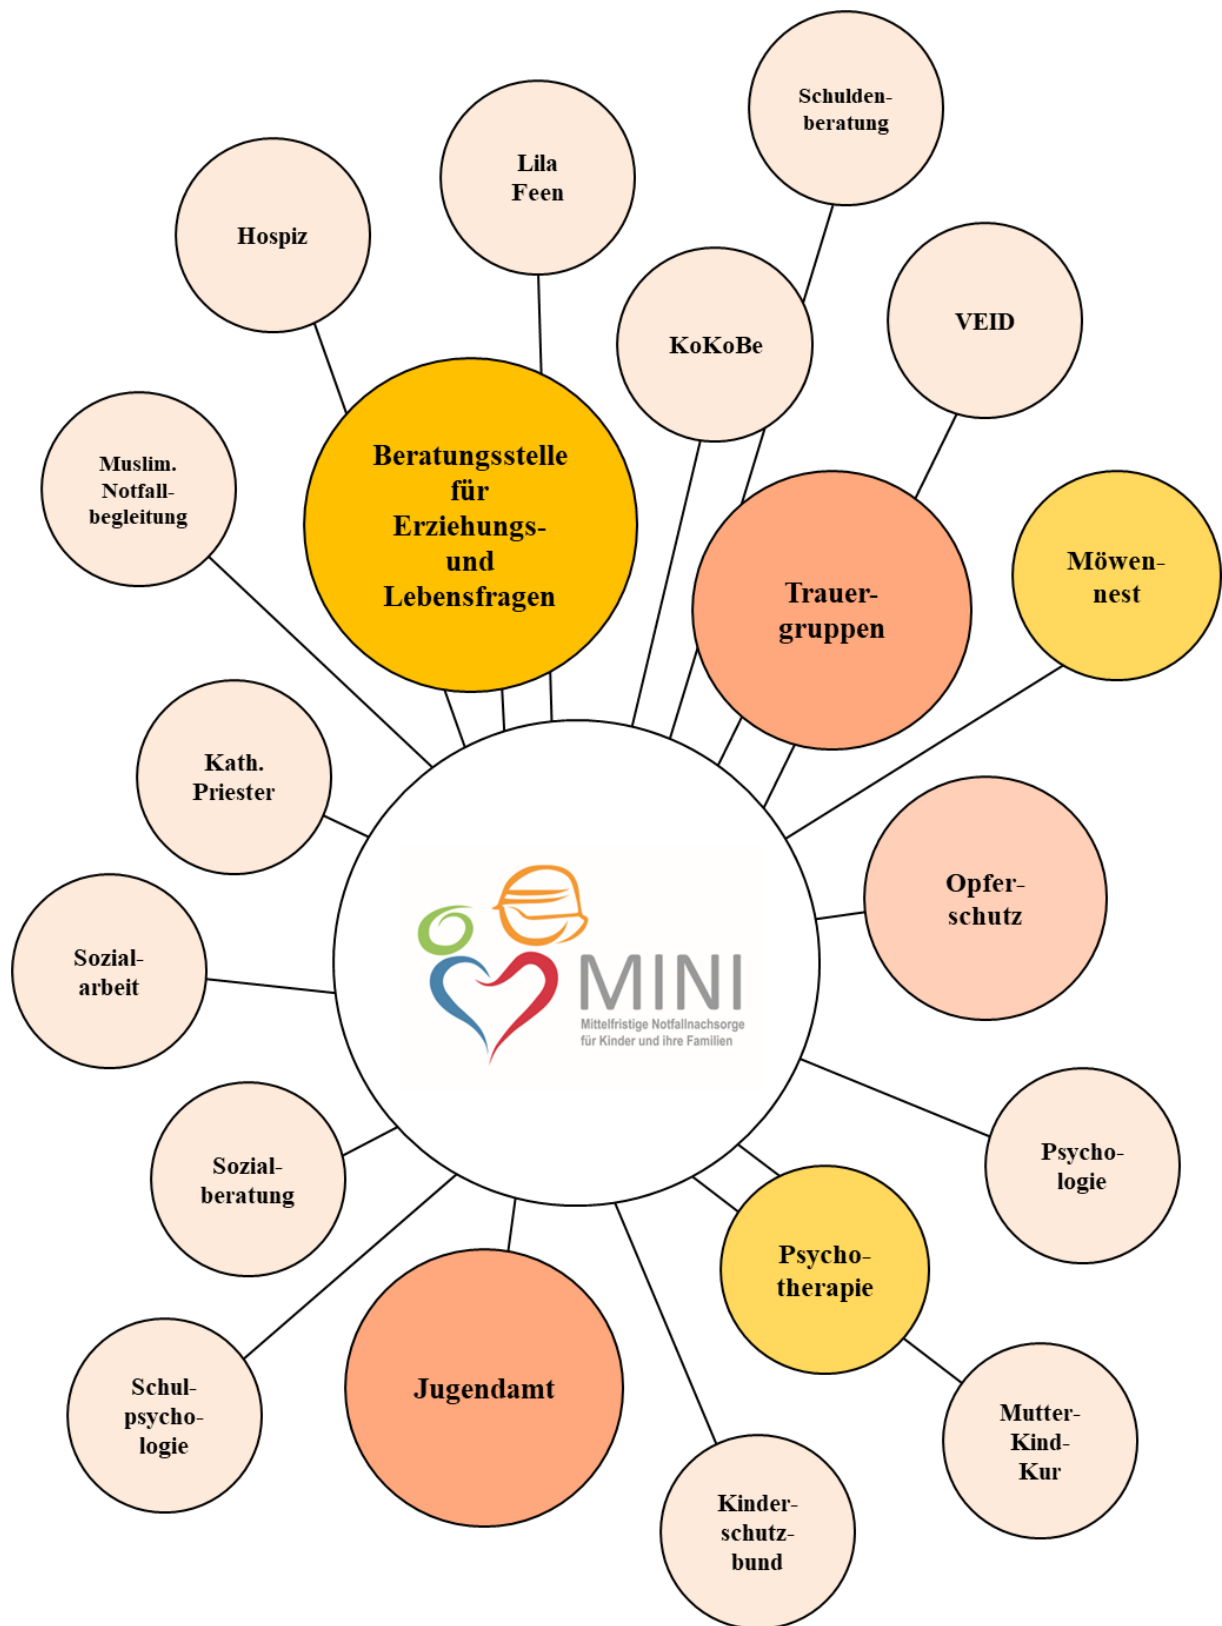 Schulden-
beratung
Lila
Feen
Hospiz
KoKoBe
VEID
Muslim.
Notfall-
begleitung
Beratungsstelle
für
Erziehungs-
und
Lebensfragen
Trauer-
gruppen
Möwen-
nest
Kath.
Priester
Opfer-
schutz
Sozial-
arbeit
MINI
Mittelfristige Notfallnachsorge
für Kinder und ihre Familien
Sozial-
beratung
Psycho-
logie
Psycho-
therapie
Schul-
psycho-
logie
Jugendamt
Mutter-
Kind-
Kur
Kinder-
schutz-
bund